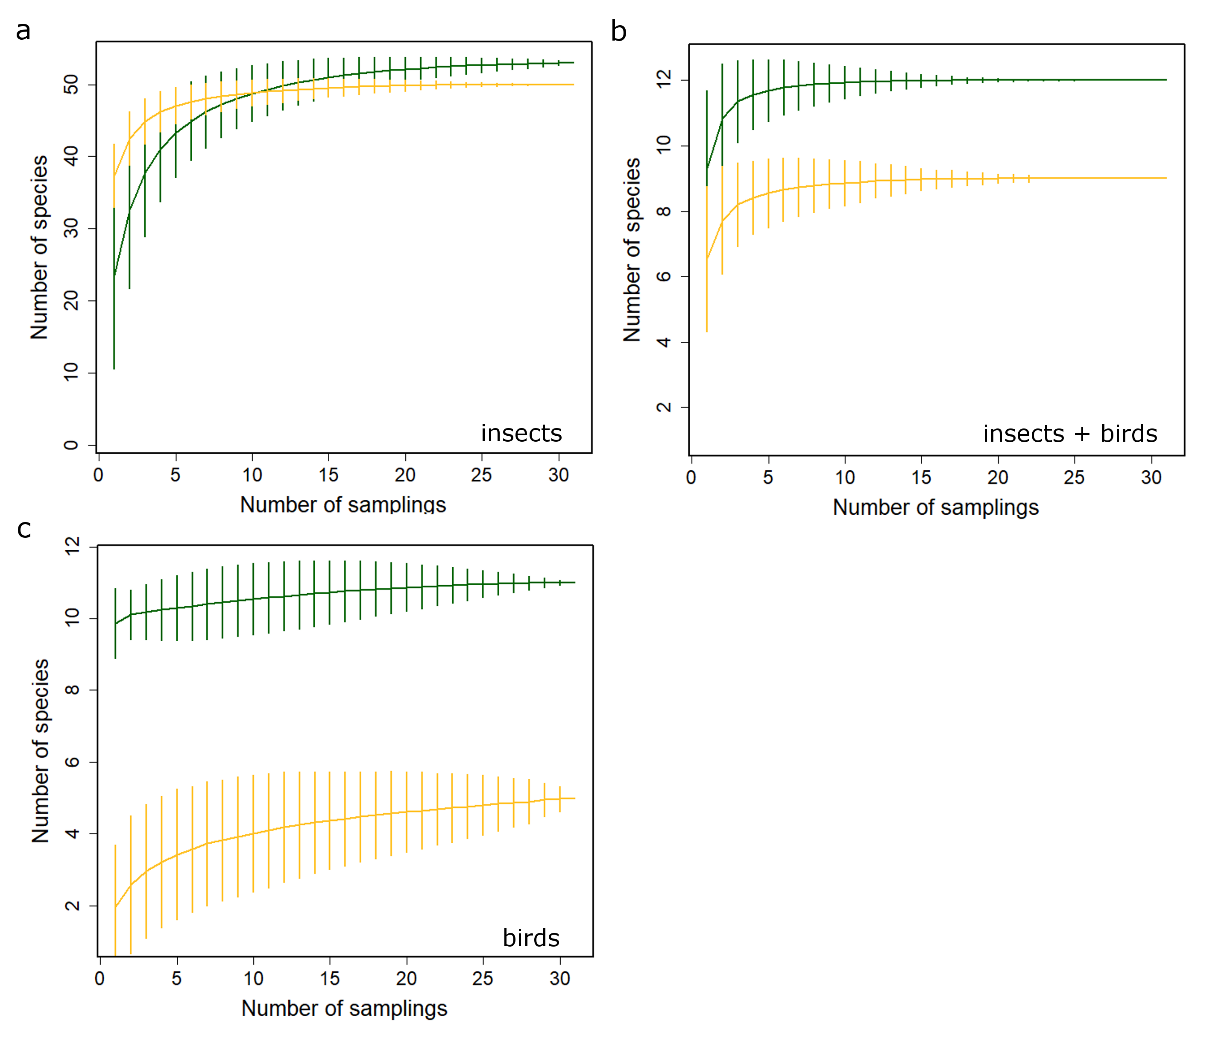 a
Number of species
0
10
20
30
40
50
insects
0 5 10 15 20 25 30
Number of samplings
b
Number of species
2
4
6
8
10
12
insects + birds
0 5 10 15 20 25 30
Number of samplings
c
Number of species
2
4
6
8
10
12
birds
0 5 10 15 20 25 30
Number of samplings